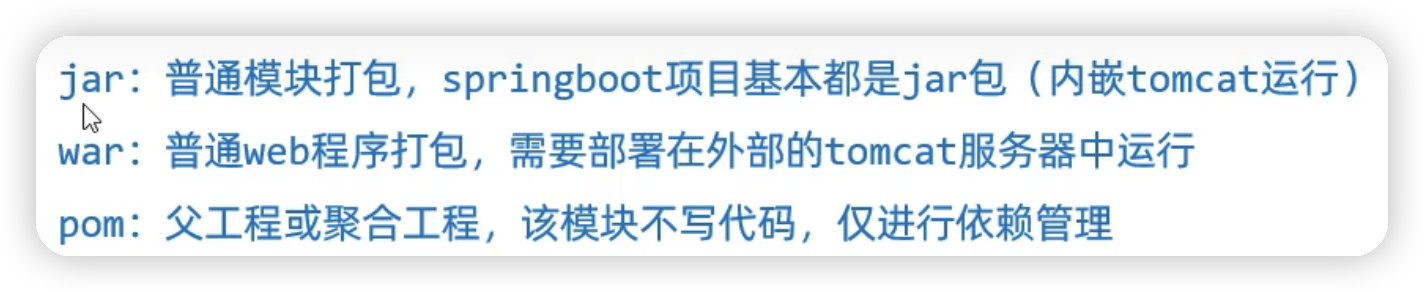 jar：普通模块打包，springboot项目基本都是jar包（内嵌tomcat运行）
war：普通web程序打包，需要部署在外部的tomcat服务器中运行
pom：父工程或聚合工程，该模块不写代码，仅进行依赖管理